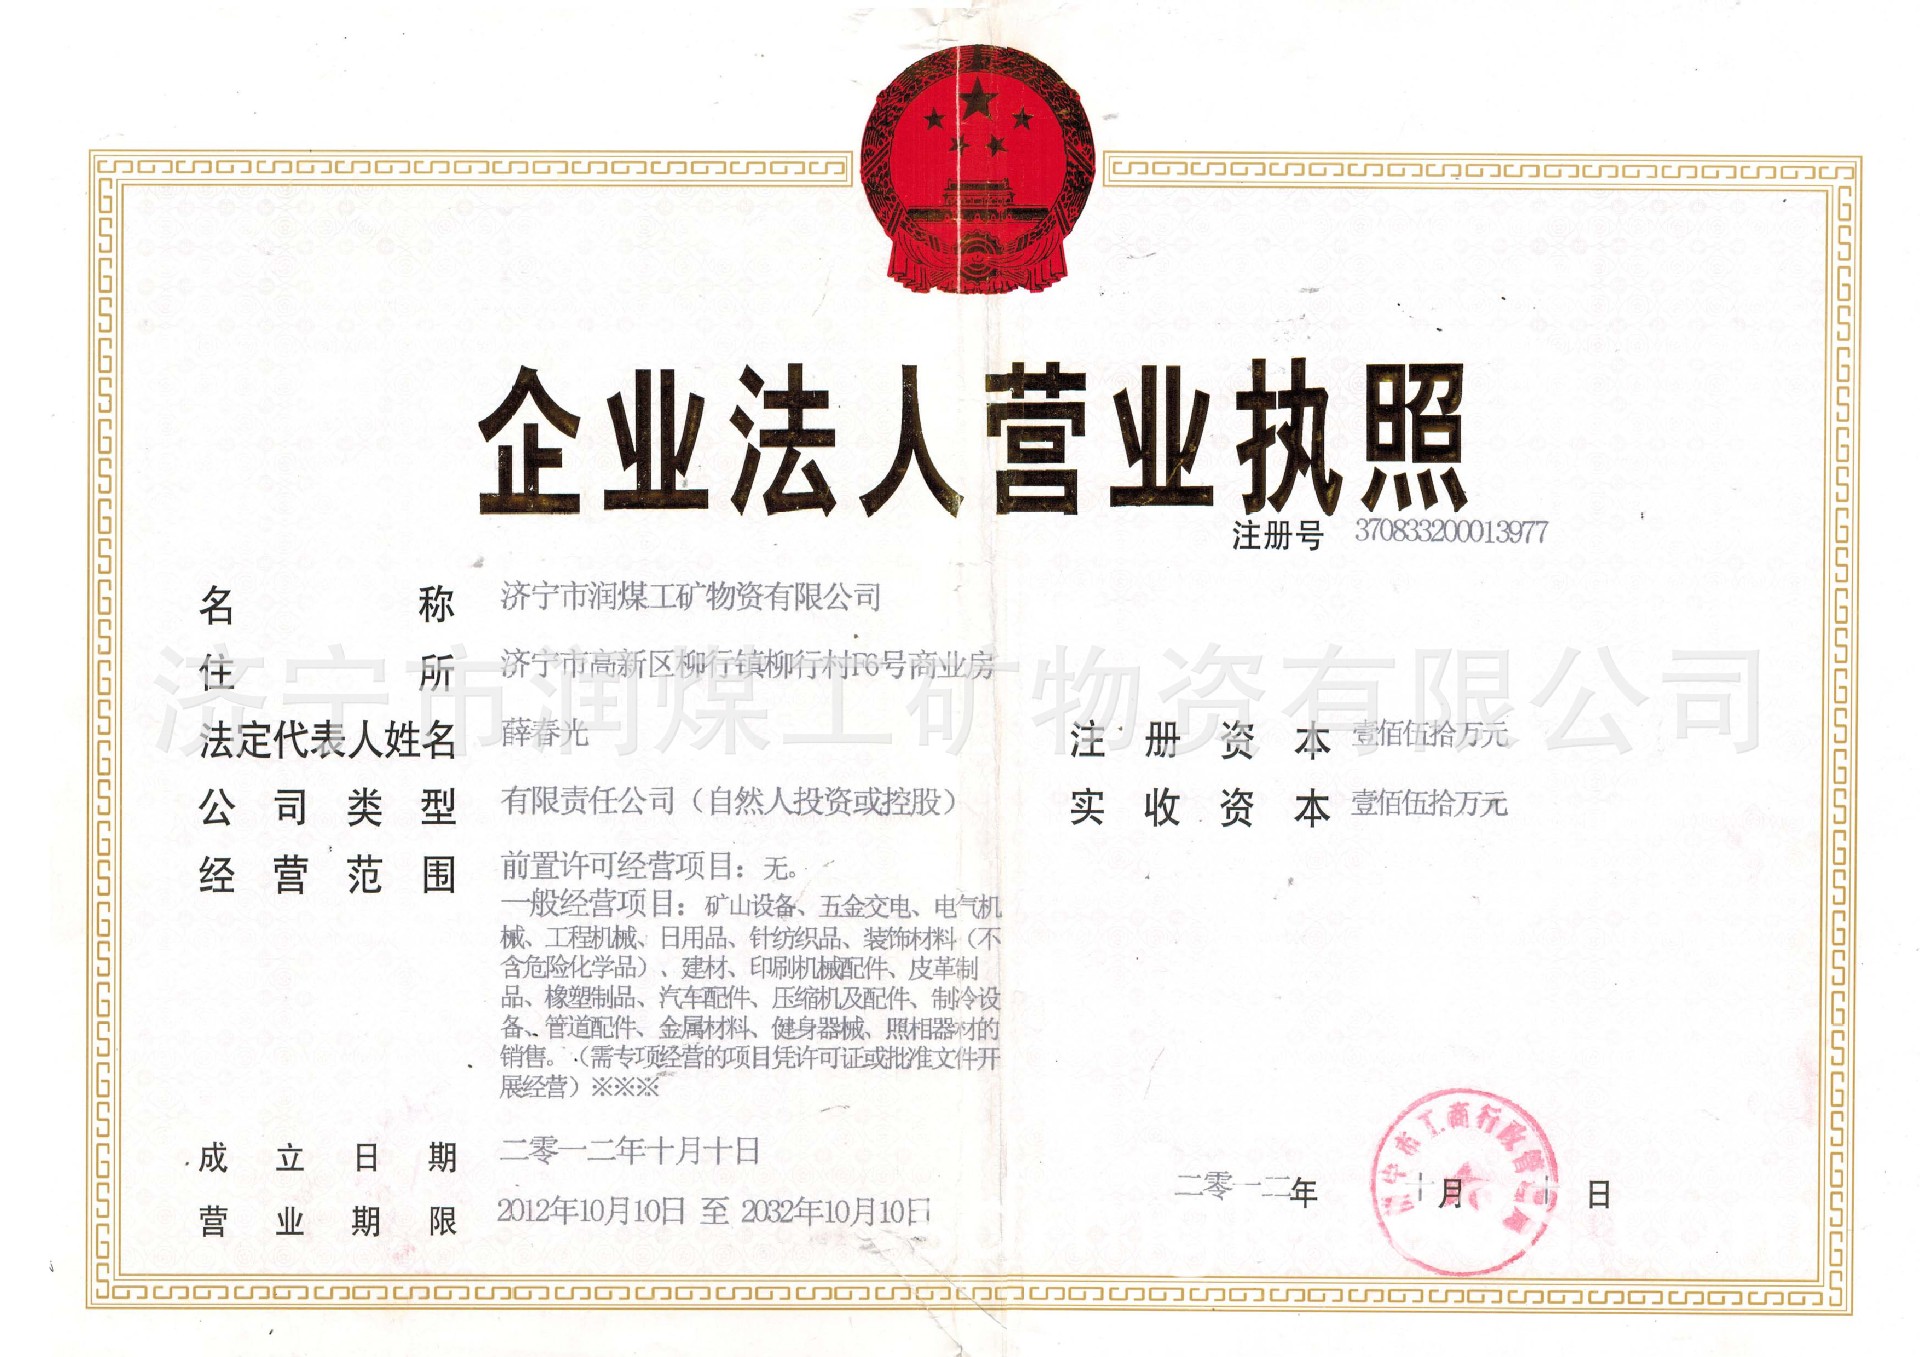 企业法人营业执照
注册号 370833200013977
名称 济宁市润煤工矿物资有限公司
住所 济宁市高新区柳行镇柳行村F6号商业房
济宁市润煤工矿物资有限公司
法定代表人姓名 薛春光 注册资本 壹佰伍拾万元
公司类型 有限责任公司（自然人投资或控股） 实收资本 壹佰伍拾万元
经营范围 前置许可经营项目：无。
一般经营项目：矿山设备、五金交电、电气机
械、工程机械、日用品、针纺织品、装饰材料（不
含危险化学品）、建材、印刷机械配件、皮革制
品、橡塑制品、汽车配件、压缩机及配件、制冷设
备、管道配件、金属材料、健身器械、照相器材的
销售。（需专项经营的项目凭许可证或批准文件开
展经营）※※※
成立日期 二零一二年十月十日
营业期限 2012年10月10日 至 2032年10月10日
二零一二年 十月 十日
济宁市工商行政管理局